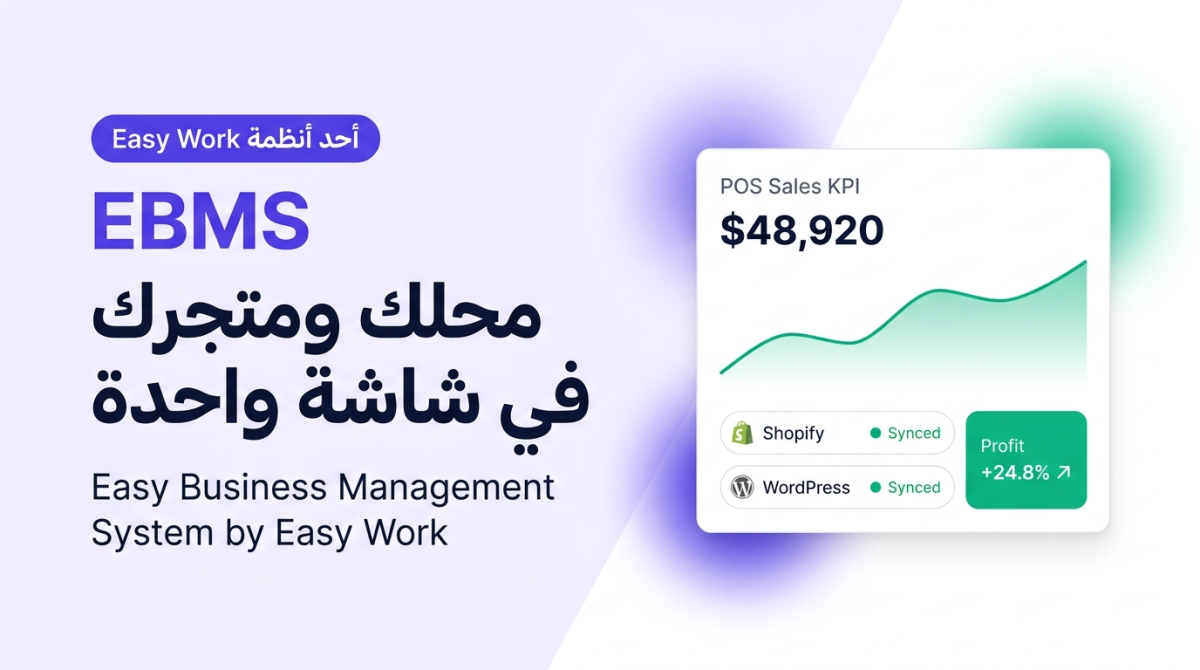 أحد أنظمة Easy Work
EBMS
محلك ومتجرك
في شاشة واحدة
Easy Business Management
System by Easy Work
POS Sales KPI
$48,920
Shopify
Synced
WordPress
Synced
Profit
+24.8% ↗